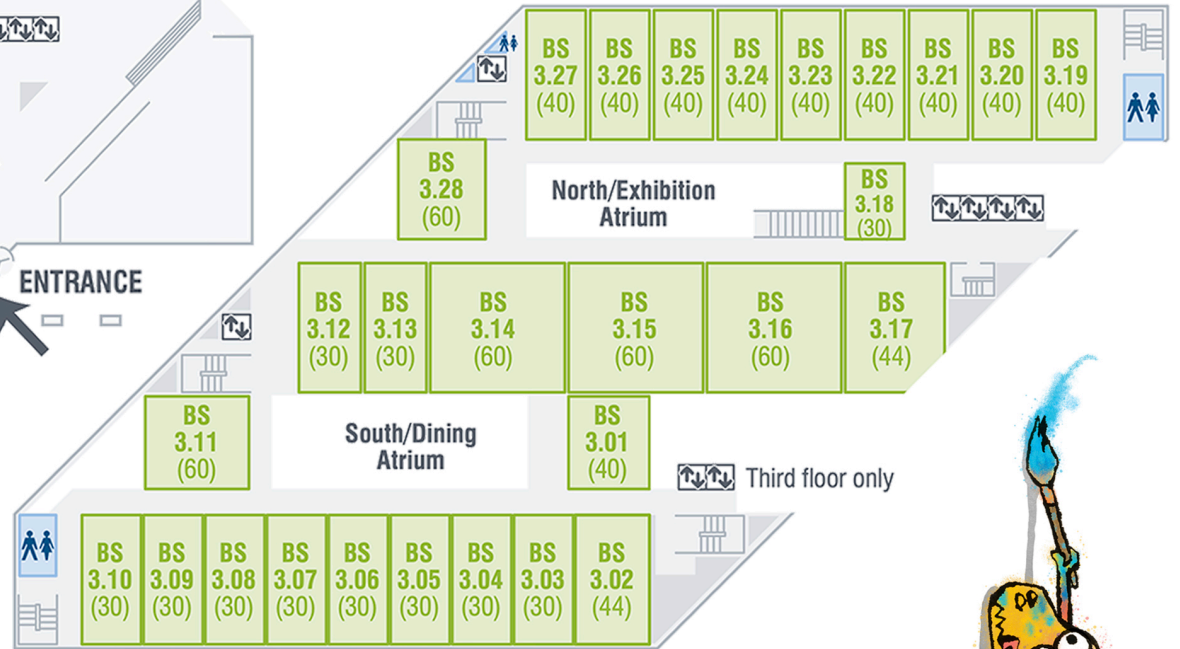 BS
3.27
(40)
BS
3.26
(40)
BS
3.25
(40)
BS
3.24
(40)
BS
3.23
(40)
BS
3.22
(40)
BS
3.21
(40)
BS
3.20
(40)
BS
3.19
(40)
BS
3.28
(60)
North/Exhibition
Atrium
BS
3.18
(30)
ENTRANCE
BS
3.12
(30)
BS
3.13
(30)
BS
3.14
(60)
BS
3.15
(60)
BS
3.16
(60)
BS
3.17
(44)
BS
3.11
(60)
South/Dining
Atrium
BS
3.01
(40)
Third floor only
BS
3.10
(30)
BS
3.09
(30)
BS
3.08
(30)
BS
3.07
(30)
BS
3.06
(30)
BS
3.05
(30)
BS
3.04
(30)
BS
3.03
(30)
BS
3.02
(44)